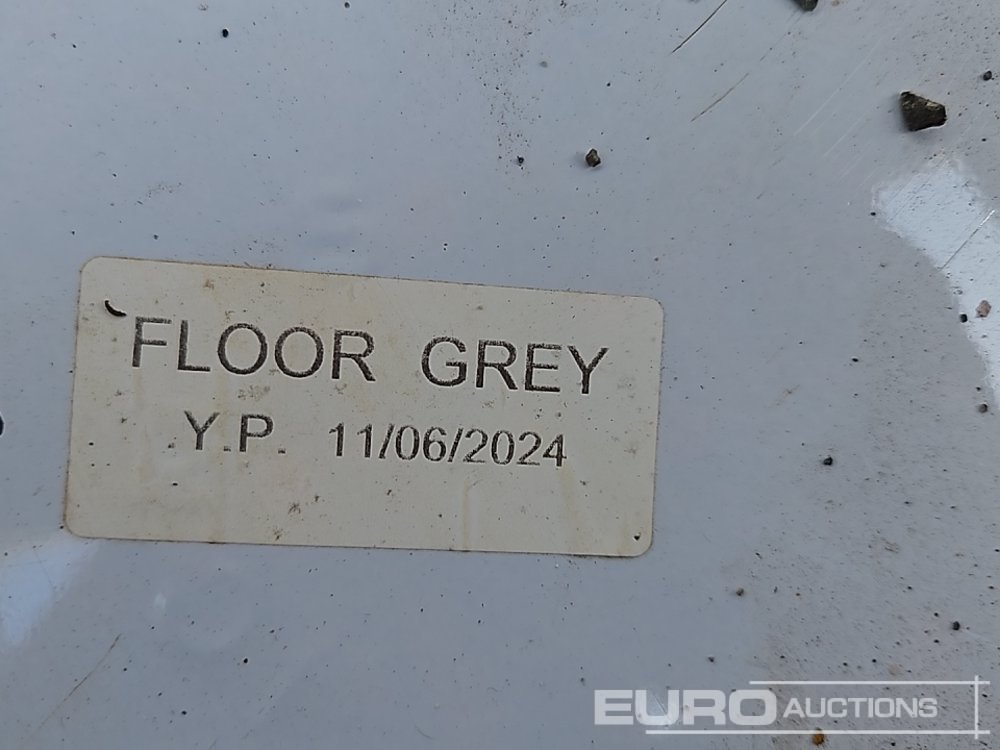 FLOOR GREY
Y.P. 11/06/2024
EURO AUCTIONS